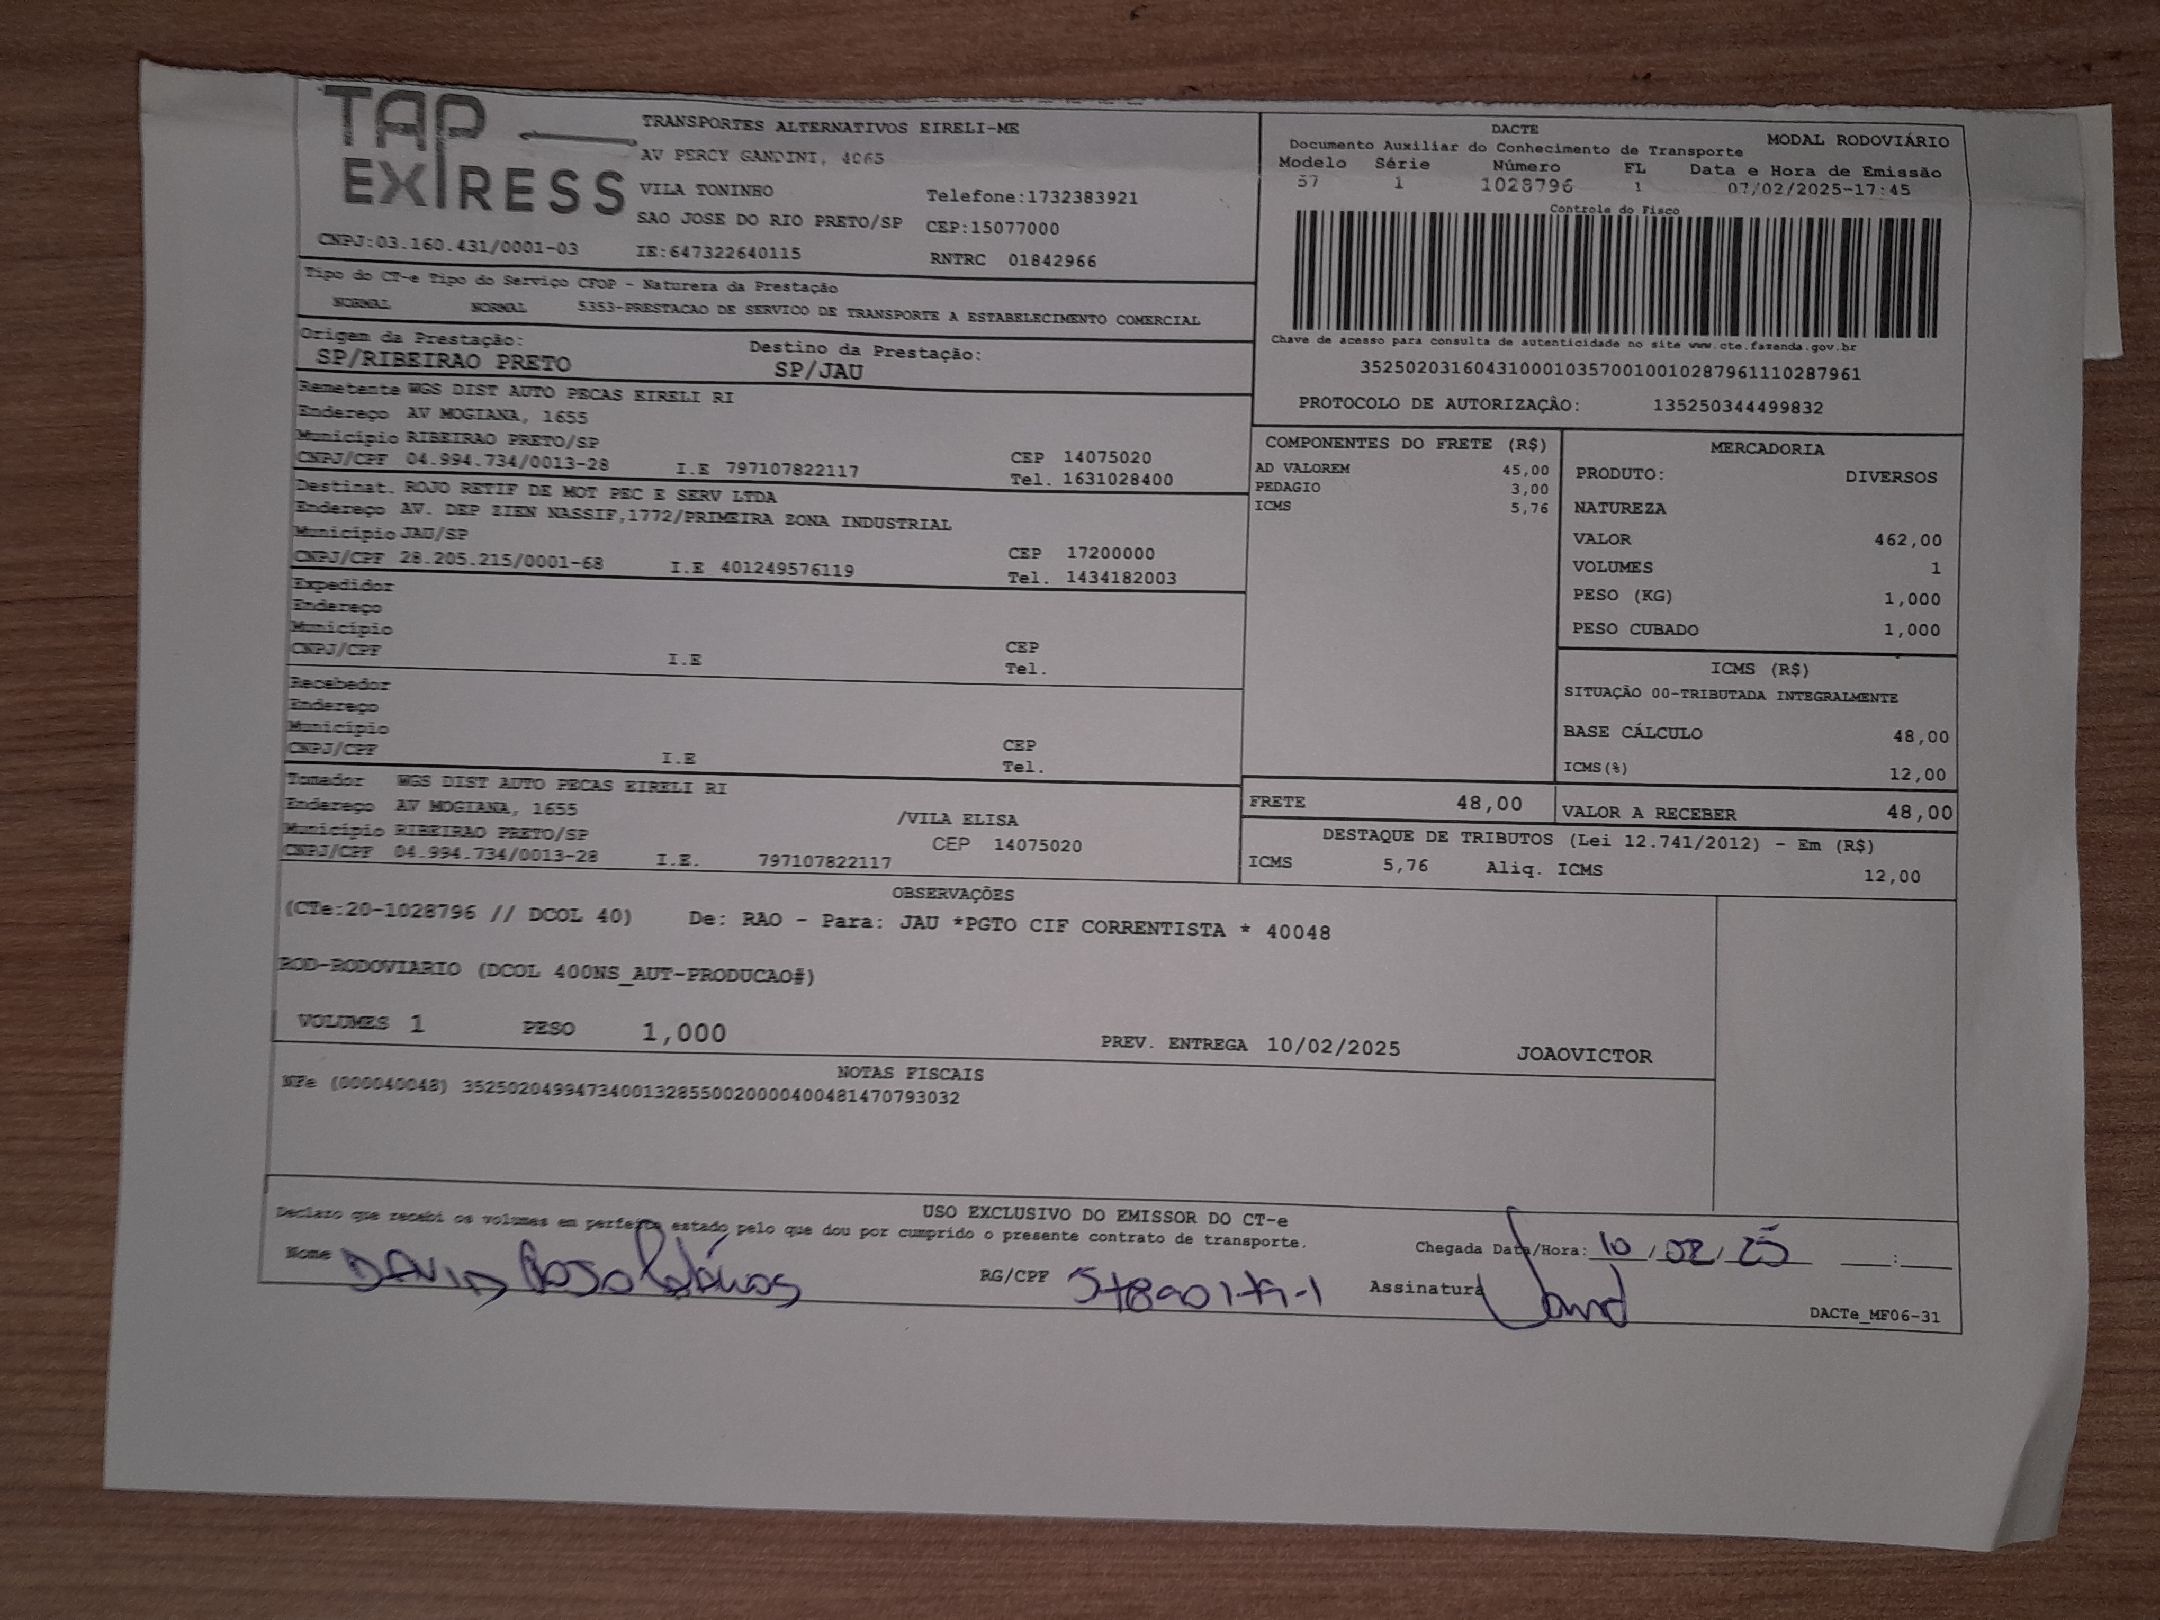 TAP
EXPRESS
TRANSPORTES ALTERNATIVOS EIRELI-ME
AV PERCY GANDINI, 4065
VILA TONINHO Telefone:1732383921
SAO JOSE DO RIO PRETO/SP CEP:15077000
CNPJ:03.160.431/0001-03 IE:647322640115 RNTRC 01842966
DACTE MODAL RODOVIÁRIO
Documento Auxiliar do Conhecimento de Transporte
Modelo Série Número FL Data e Hora de Emissão
57 1 1028796 1 07/02/2025-17:45
Controle do Fisco
Chave de acesso para consulta de autenticidade no site www.cte.fazenda.gov.br
35250203160431000103570010010287961110287961
PROTOCOLO DE AUTORIZAÇÃO: 135250344499832
Tipo do CT-e Tipo do Serviço CFOP - Natureza da Prestação
NORMAL NORMAL 5353-PRESTACAO DE SERVICO DE TRANSPORTE A ESTABELECIMENTO COMERCIAL
Origem da Prestação: Destino da Prestação:
SP/RIBEIRAO PRETO SP/JAU
Remetente WGS DIST AUTO PECAS EIRELI RI
Endereço AV MOGIANA, 1655
Município RIBEIRAO PRETO/SP CEP 14075020
CNPJ/CPF 04.994.734/0013-28 I.E 797107822117 Tel. 1631028400
Destinat. ROJO RETIF DE MOT PEC E SERV LTDA
Endereço AV. DEP ZIEN NASSIF,1772/PRIMEIRA ZONA INDUSTRIAL
Município JAU/SP CEP 17200000
CNPJ/CPF 28.205.215/0001-68 I.E 401249576119 Tel. 1434182003
Expedidor
Endereço
Município CEP
CNPJ/CPF I.E Tel.
Recebedor
Endereço
Município CEP
CNPJ/CPF I.E Tel.
Tomador WGS DIST AUTO PECAS EIRELI RI
Endereço AV MOGIANA, 1655 /VILA ELISA
Município RIBEIRAO PRETO/SP CEP 14075020
CNPJ/CPF 04.994.734/0013-28 I.E. 797107822117
COMPONENTES DO FRETE (R$)
AD VALOREM 45,00
PEDAGIO 3,00
ICMS 5,76
MERCADORIA
PRODUTO: DIVERSOS
NATUREZA
VALOR 462,00
VOLUMES 1
PESO (KG) 1,000
PESO CUBADO 1,000
ICMS (R$)
SITUAÇÃO 00-TRIBUTADA INTEGRALMENTE
BASE CÁLCULO 48,00
ICMS(%) 12,00
FRETE 48,00 VALOR A RECEBER 48,00
DESTAQUE DE TRIBUTOS (Lei 12.741/2012) - Em (R$)
ICMS 5,76 Aliq. ICMS 12,00
OBSERVAÇÕES
(CTe:20-1028796 // DCOL 40) De: RAO - Para: JAU *PGTO CIF CORRENTISTA * 40048
ROD-RODOVIARIO (DCOL 400NS_AUT-PRODUCAO#)
VOLUMES 1 PESO 1,000 PREV. ENTREGA 10/02/2025 JOAOVICTOR
NOTAS FISCAIS
NFe (000040048) 35250204994734001328550020000400481470793032
USO EXCLUSIVO DO EMISSOR DO CT-e
Declaro que recebi os volumes em perfeito estado pelo que dou por cumprido o presente contrato de transporte.
Chegada Data/Hora: 10/02/25 :
Nome DAVID RG/CPF Assinatura David
DACTe_MF06-31